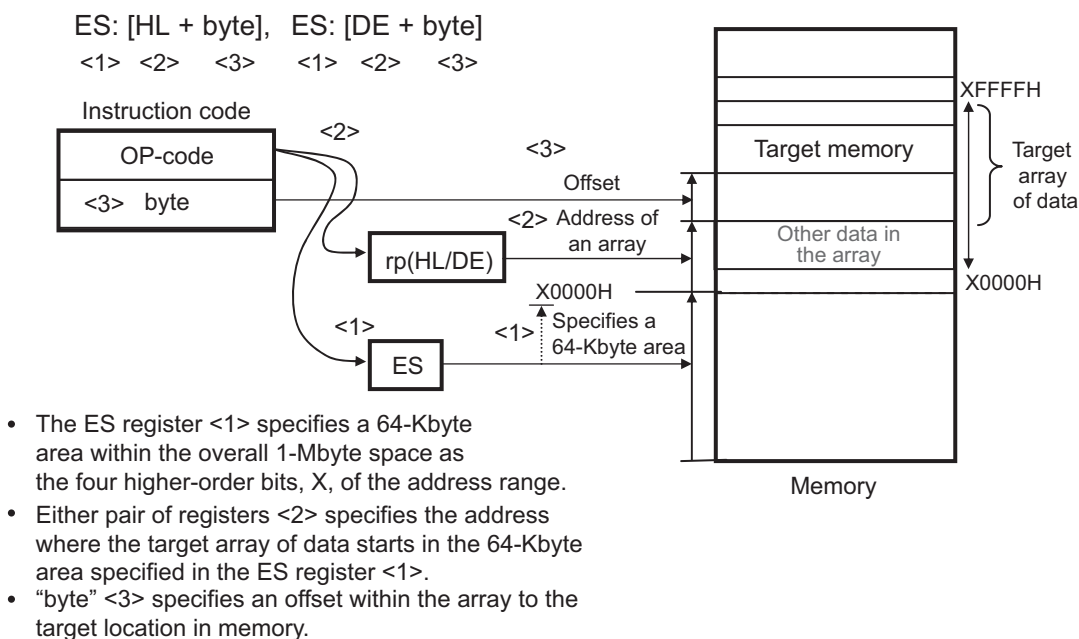 ES: [HL + byte], ES: [DE + byte]
<1> <2> <3> <1> <2> <3>
Instruction code
OP-code
<3> byte
<2>
<3>
Offset
<2> Address of
an array
rp(HL/DE)
X0000H
<1>
<1>
Specifies a
64-Kbyte area
ES
XFFFFH
Target memory
Target
array
of data
Other data in
the array
X0000H
Memory
• The ES register <1> specifies a 64-Kbyte
area within the overall 1-Mbyte space as
the four higher-order bits, X, of the address range.
• Either pair of registers <2> specifies the address
where the target array of data starts in the 64-Kbyte
area specified in the ES register <1>.
• “byte” <3> specifies an offset within the array to the
target location in memory.